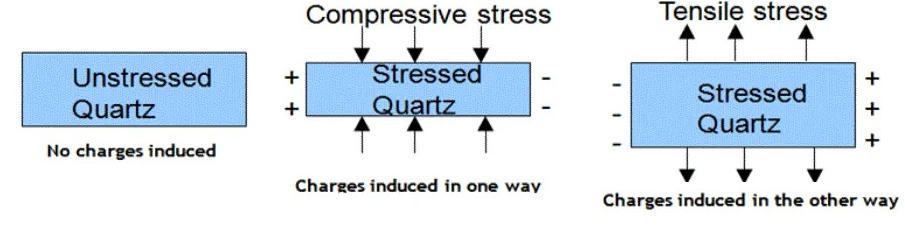 Unstressed
Quartz
No charges induced
Compressive stress
+ Stressed -
+ Quartz -
Charges induced in one way
Tensile stress
- +
- Stressed +
- Quartz +
Charges induced in the other way